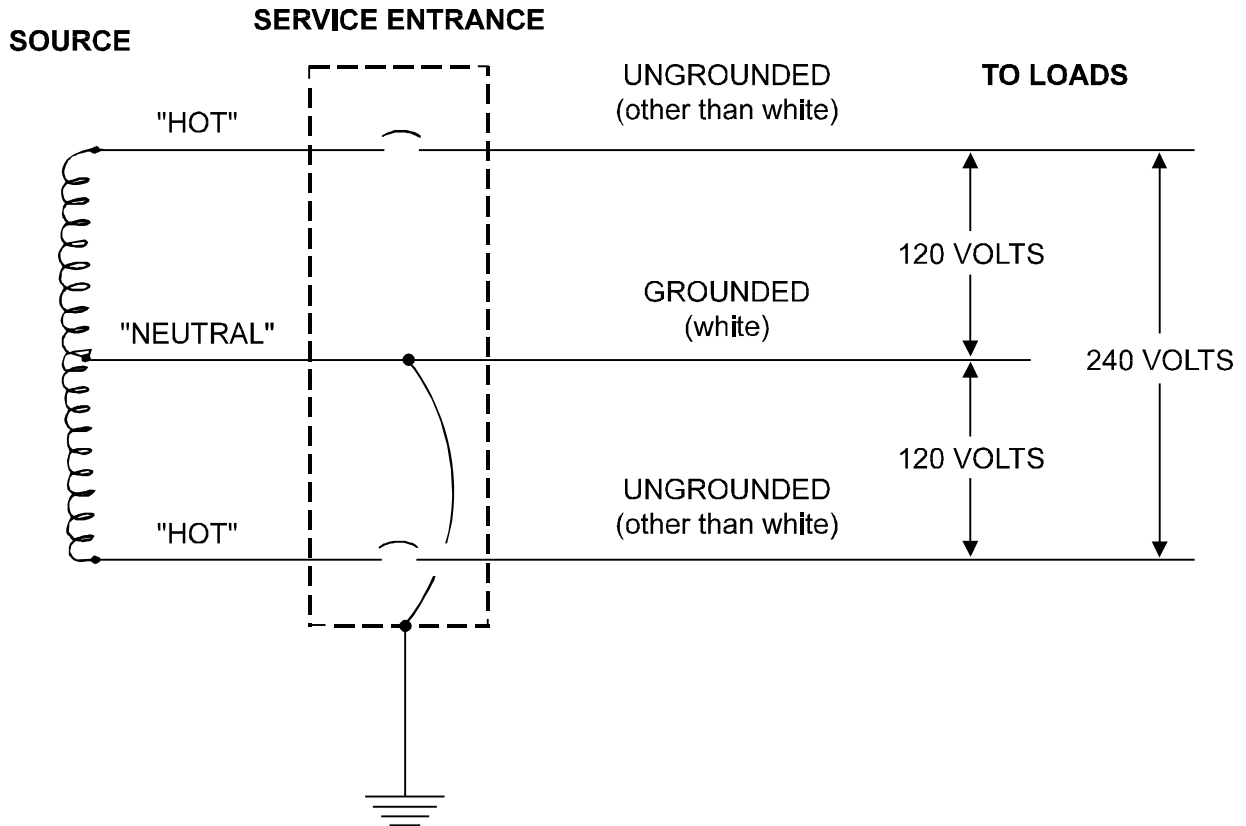 SERVICE ENTRANCE
SOURCE
UNGROUNDED
(other than white)
TO LOADS
"HOT"
120 VOLTS
GROUNDED
(white)
"NEUTRAL"
240 VOLTS
120 VOLTS
UNGROUNDED
(other than white)
"HOT"